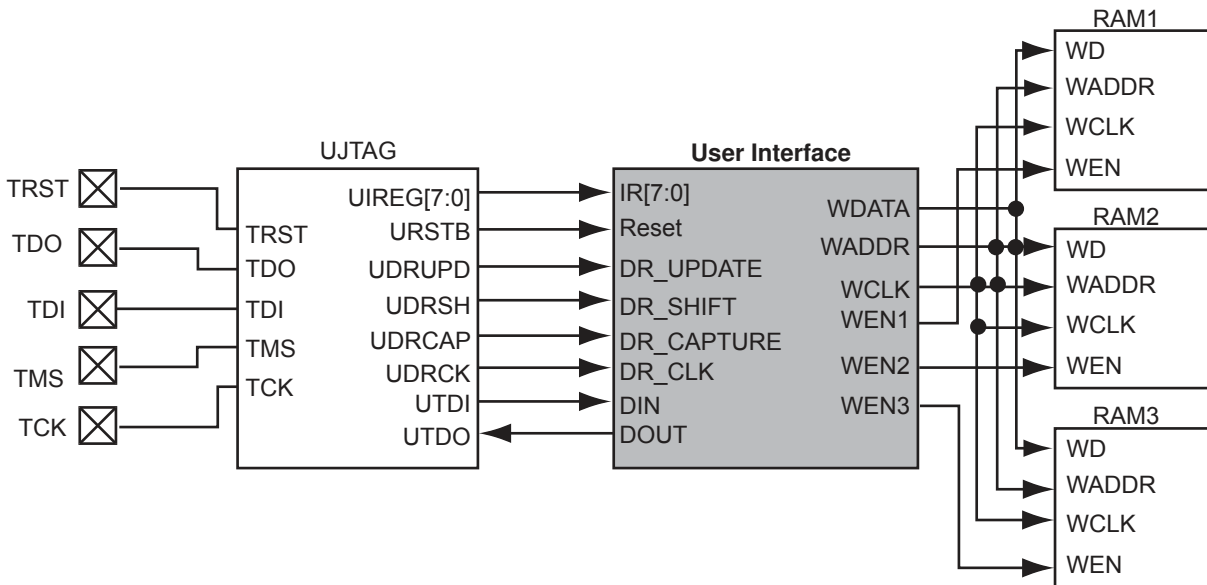 TRST
TDO
TDI
TMS
TCK
UJTAG
TRST
TDO
TDI
TMS
TCK
UIREG[7:0]
URSTB
UDRUPD
UDRSH
UDRCAP
UDRCK
UTDI
UTDO
User Interface
IR[7:0]
Reset
DR_UPDATE
DR_SHIFT
DR_CAPTURE
DR_CLK
DIN
DOUT
WDATA
WADDR
WCLK
WEN1
WEN2
WEN3
RAM1
WD
WADDR
WCLK
WEN
RAM2
WD
WADDR
WCLK
WEN
RAM3
WD
WADDR
WCLK
WEN